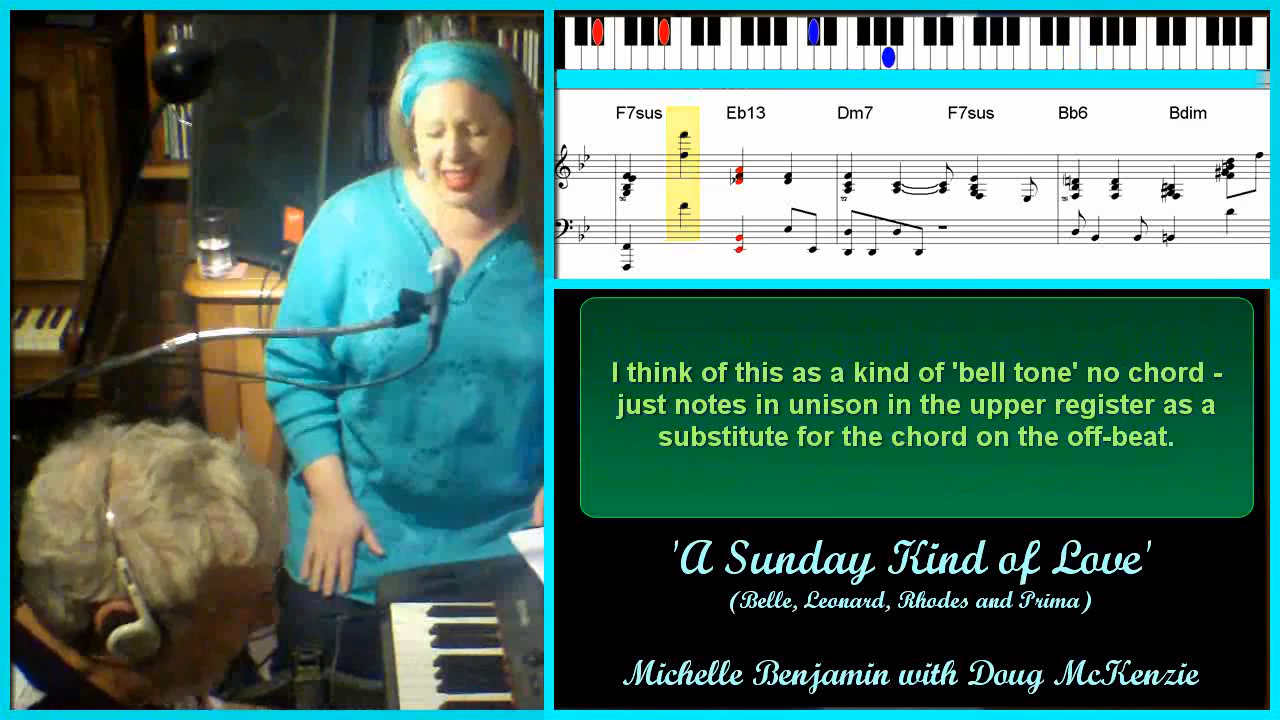 F7sus Eb13 Dm7 F7sus Bb6 Bdim
I think of this as a kind of 'bell tone' no chord -
just notes in unison in the upper register as a
substitute for the chord on the off-beat.
'A Sunday Kind of Love'
(Belle, Leonard, Rhodes and Prima)
Michelle Benjamin with Doug McKenzie